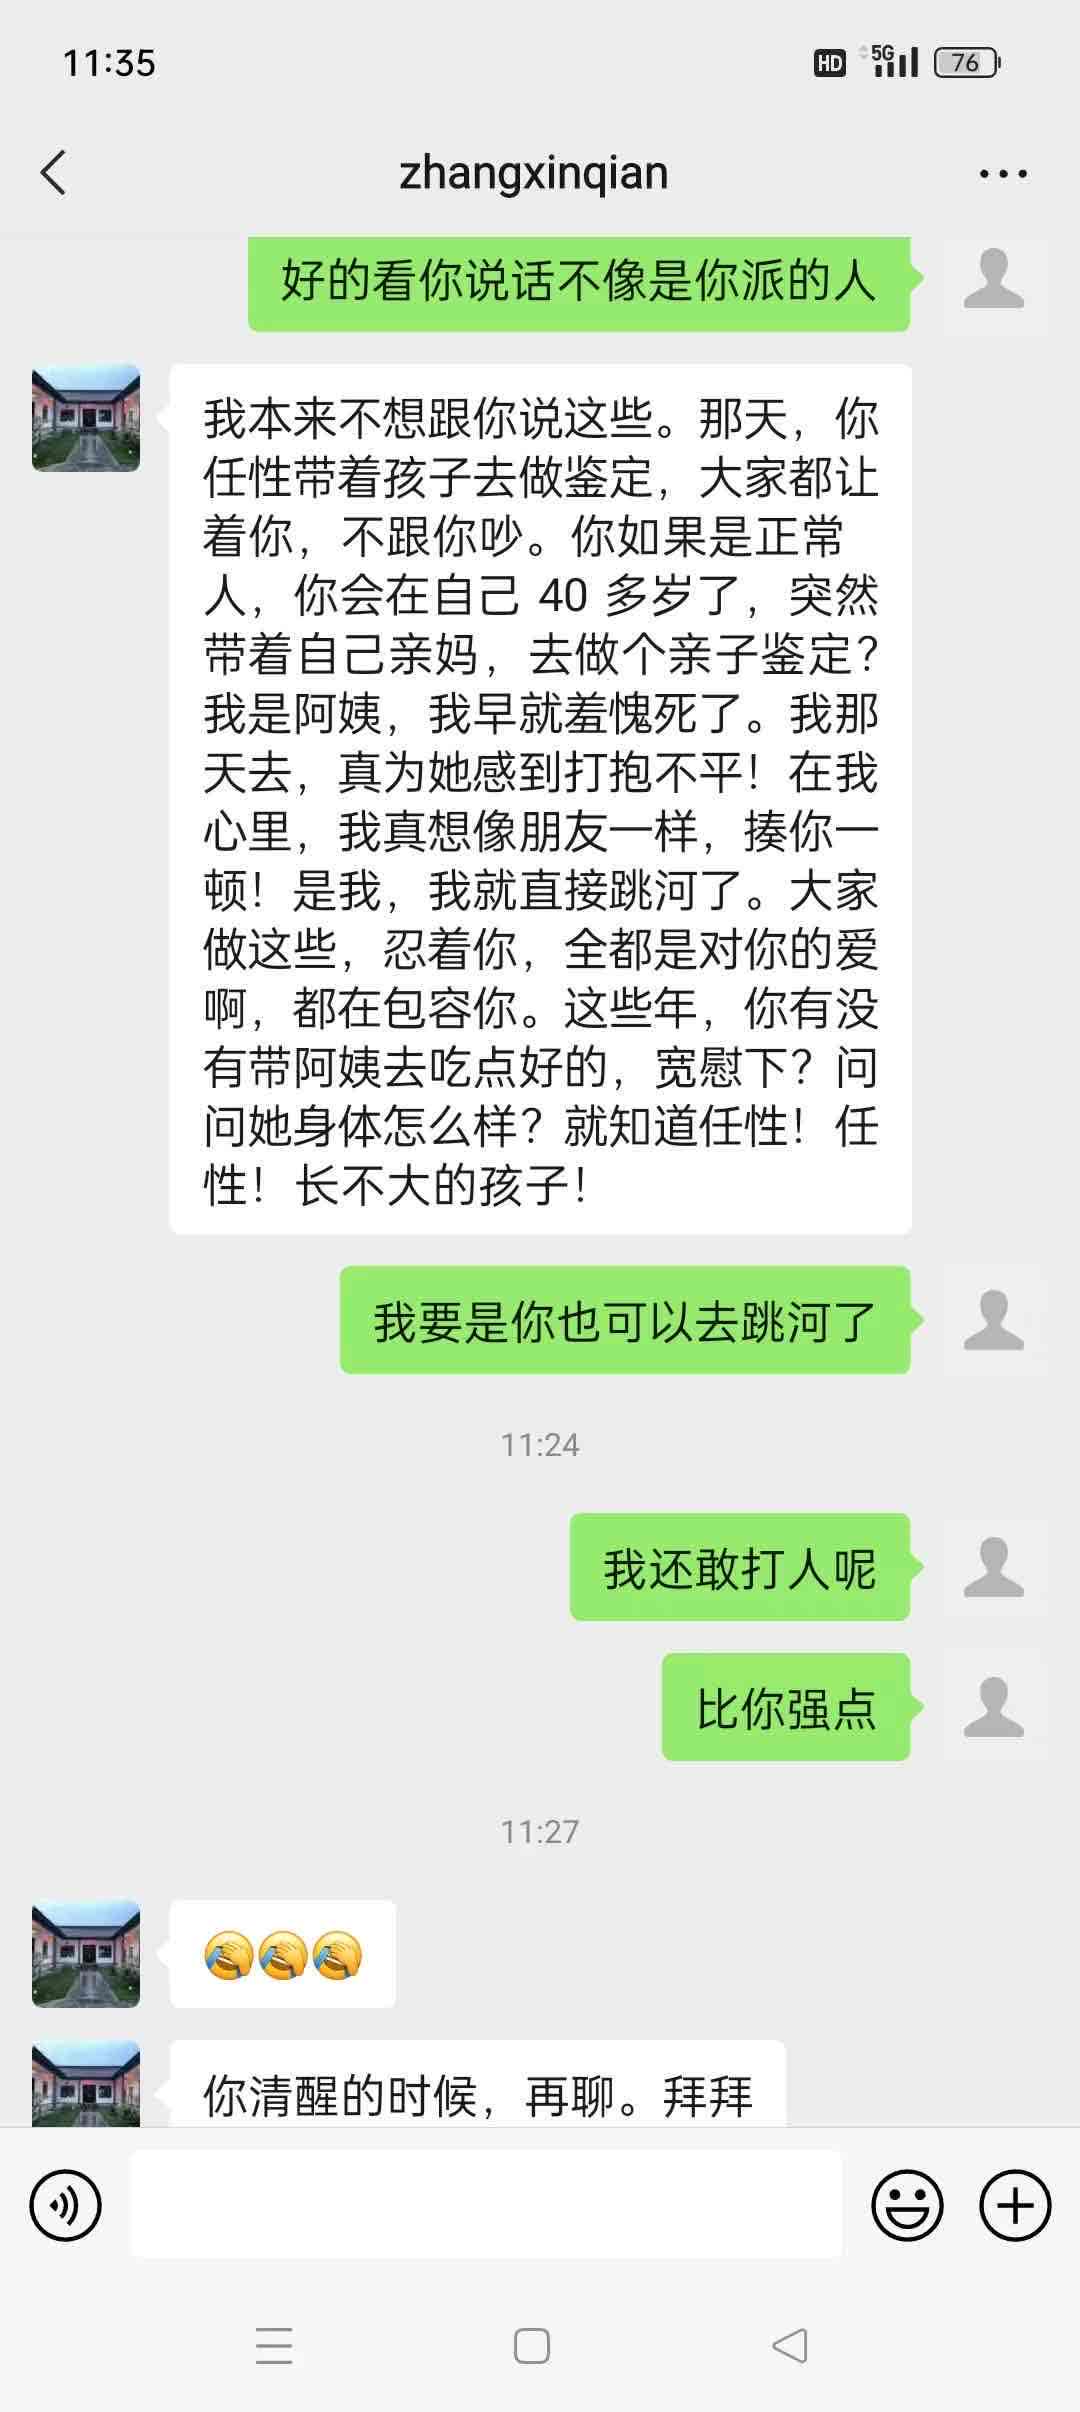 11:35
HD 5G 76
zhangxinqian
好的看你说话不像是你派的人
我本来不想跟你说这些。那天，你
任性带着孩子去做鉴定，大家都让
着你，不跟你吵。你如果是正常
人，你会在自己 40 多岁了，突然
带着自己亲妈，去做个亲子鉴定？
我是阿姨，我早就羞愧死了。我那
天去，真为她感到打抱不平！在我
心里，我真想像朋友一样，揍你一
顿！是我，我就直接跳河了。大家
做这些，忍着你，全都是对你的爱
啊，都在包容你。这些年，你有没
有带阿姨去吃点好的，宽慰下？问
问她身体怎么样？就知道任性！任
性！长不大的孩子！
我要是你也可以去跳河了
11:24
我还敢打人呢
比你强点
11:27
🤦🤦🤦
你清醒的时候，再聊。拜拜